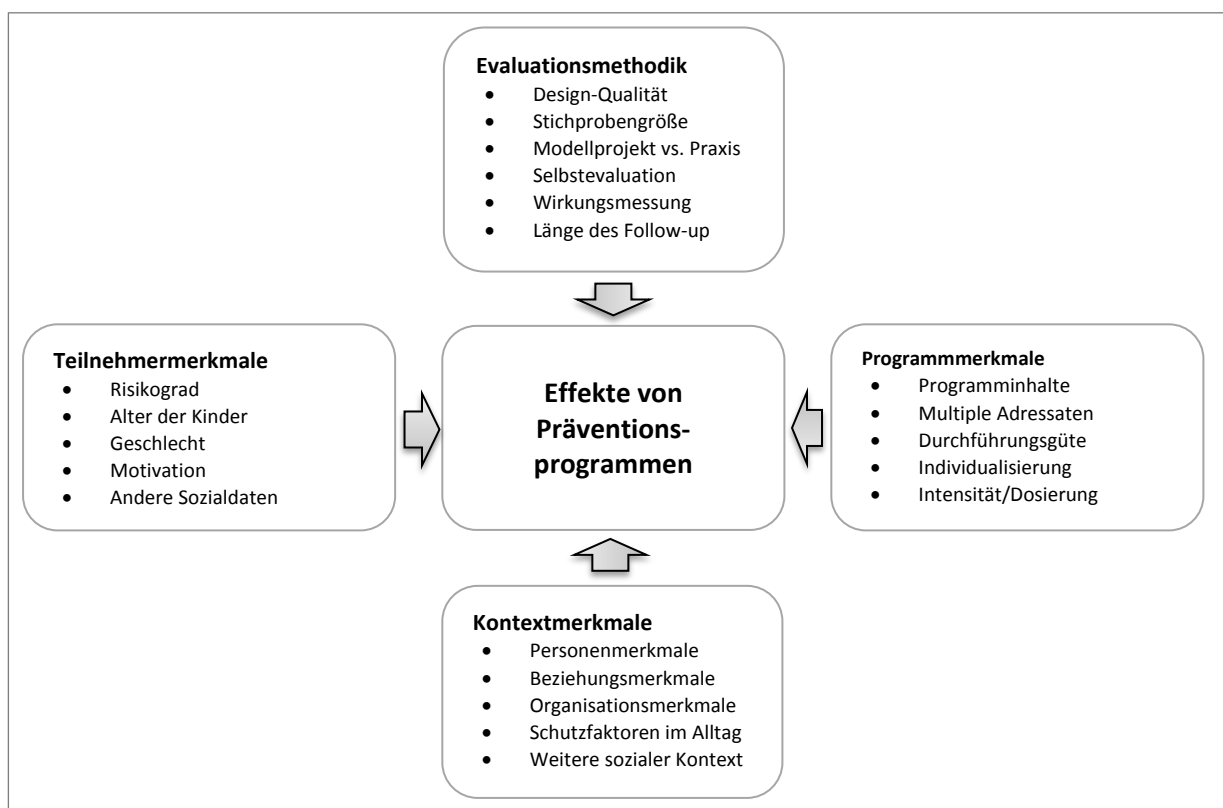 Evaluationsmethodik
• Design-Qualität
• Stichprobengröße
• Modellprojekt vs. Praxis
• Selbstevaluation
• Wirkungsmessung
• Länge des Follow-up
Teilnehmermerkmale
• Risikograd
• Alter der Kinder
• Geschlecht
• Motivation
• Andere Sozialdaten
Effekte von
Präventions-
programmen
Programmmerkmale
• Programminhalte
• Multiple Adressaten
• Durchführungsgüte
• Individualisierung
• Intensität/Dosierung
Kontextmerkmale
• Personenmerkmale
• Beziehungsmerkmale
• Organisationsmerkmale
• Schutzfaktoren im Alltag
• Weitere sozialer Kontext